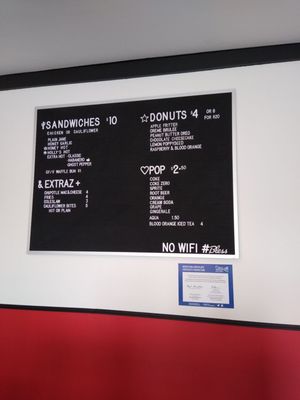 SANDWICHES $10
CHICKEN OR CAULIFLOWER
PLAIN JANE
HONEY GARLIC
HONEY HOT
HOLLY'S HOT
EXTRA HOT CLASSIC
HABANERO
GHOST PEPPER
GF/V WAFFLE BUN $1
& EXTRAZ +
CHIPOTLE MAC&CHEESE 4
FRIES 4
COLESLAW 3
CAULIFLOWER BITES 5
HOT OR PLAIN
DONUTS $4
OR 6
FOR $20
APPLE FRITTER
CREME BRULEE
PEANUT BUTTER OREO
CHOCOLATE CHEESECAKE
LEMON POPPYSEED
RASPBERRY & BLOOD ORANGE
POP $2.50
COKE
COKE ZERO
SPRITE
ROOT BEER
ORANGE
CREAM SODA
GRAPE
GINGERALE
AQUA 1.50
BLOOD ORANGE ICED TEA 4
NO WIFI #Bless